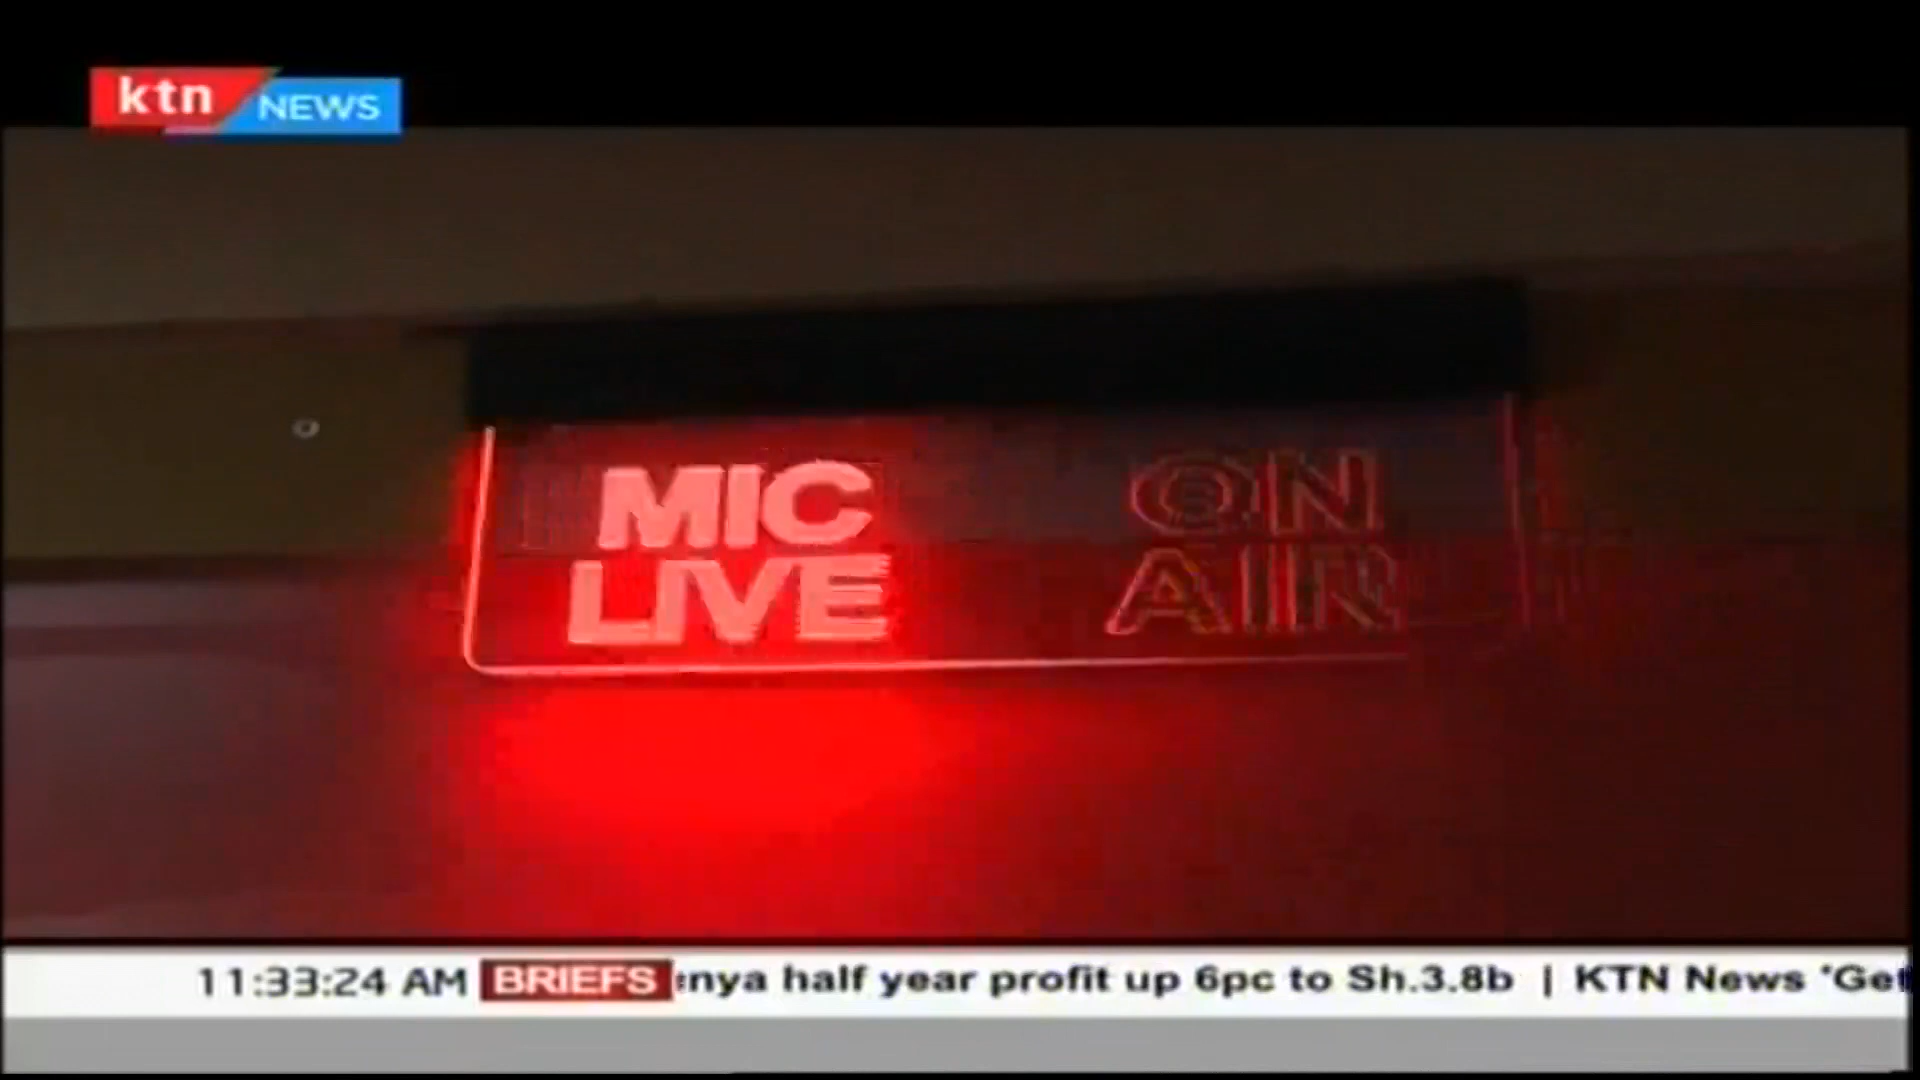 ktn NEWS
MIC
LIVE
ON
AIR
11:33:24 AM BRIEFS half year profit up 6pc to Sh.3.8b | KTN News